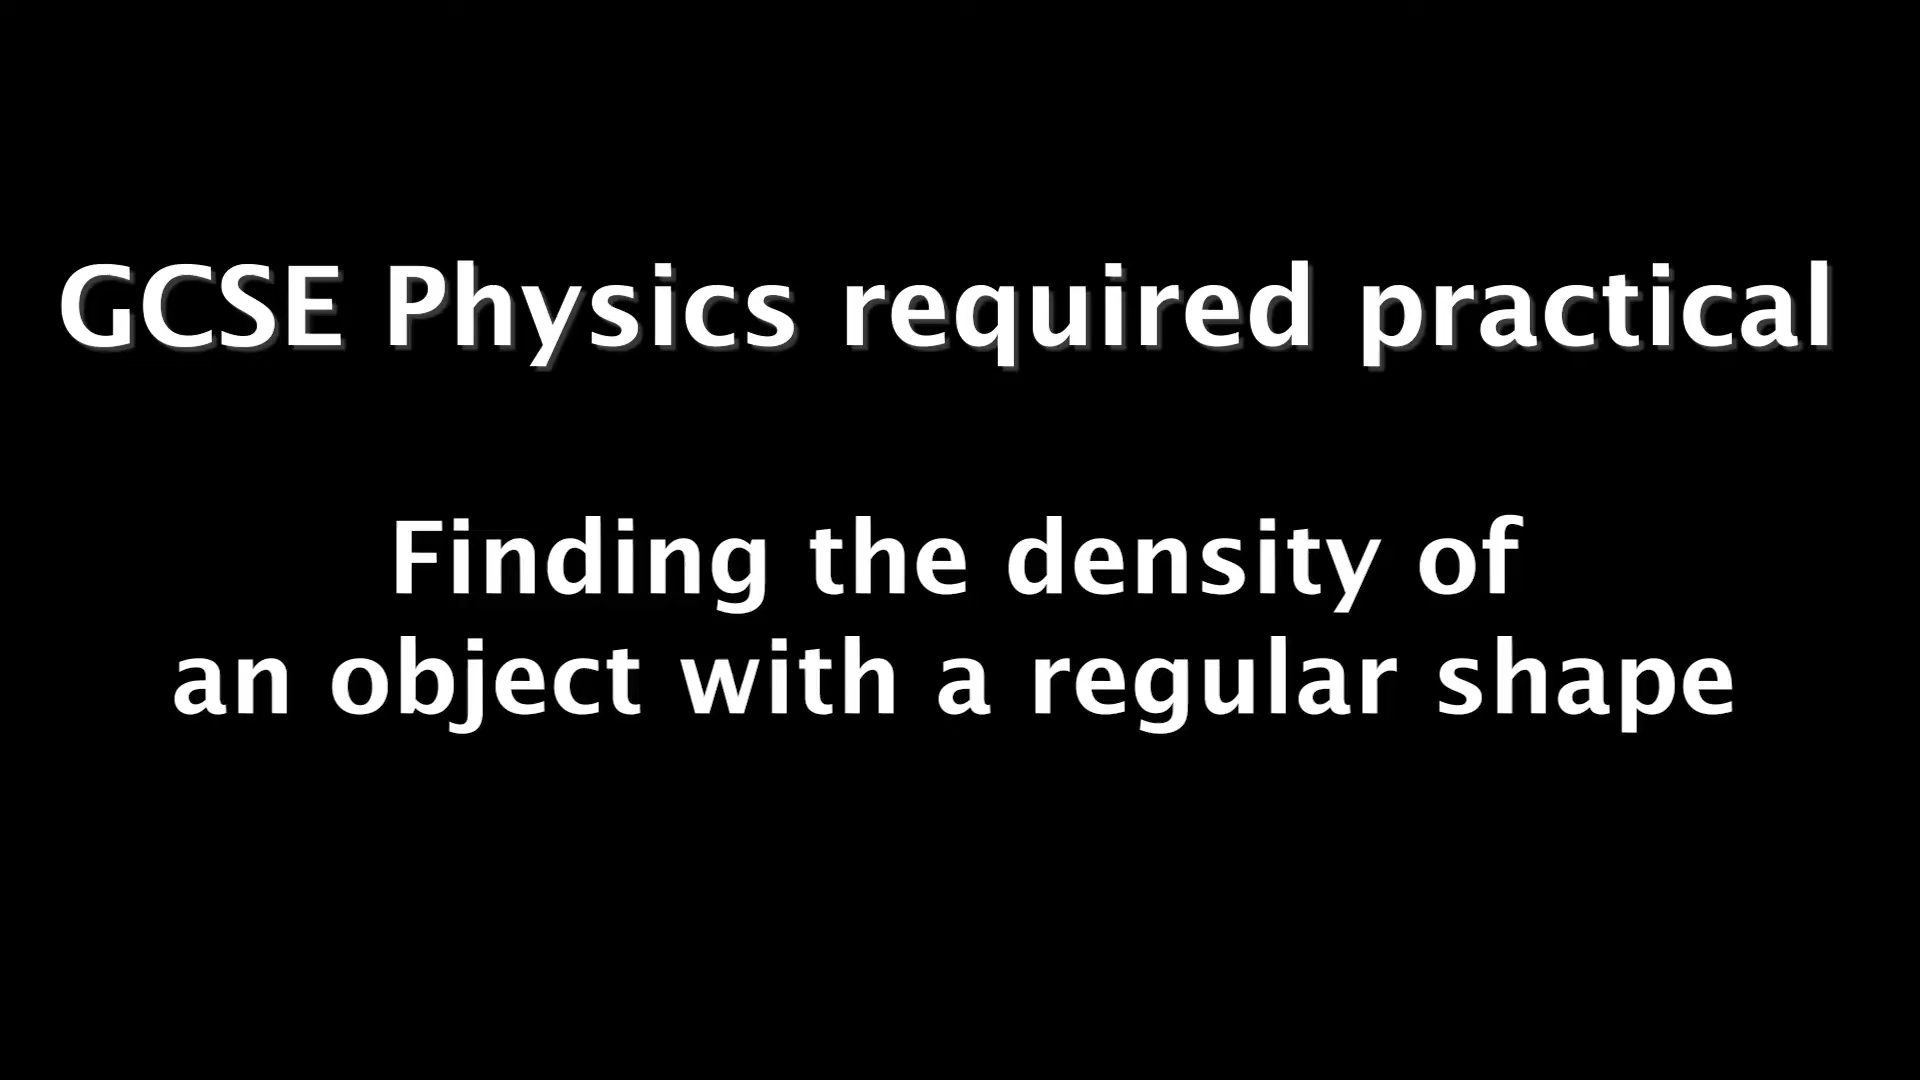 GCSE Physics required practical
Finding the density of
an object with a regular shape